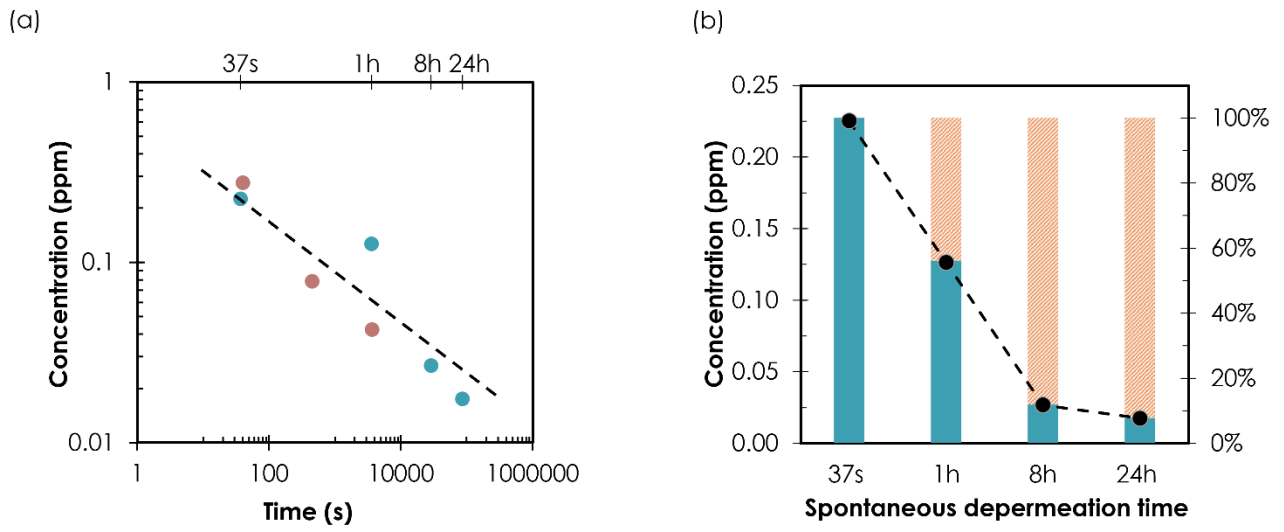 (a)
37s 1h 8h 24h
1
0.1
0.01
Concentration (ppm)
1 100 10000 1000000
Time (s)
(b)
0.25
0.20
0.15
0.10
0.05
0.00
Concentration (ppm)
100%
80%
60%
40%
20%
0%
37s 1h 8h 24h
Spontaneous depermeation time